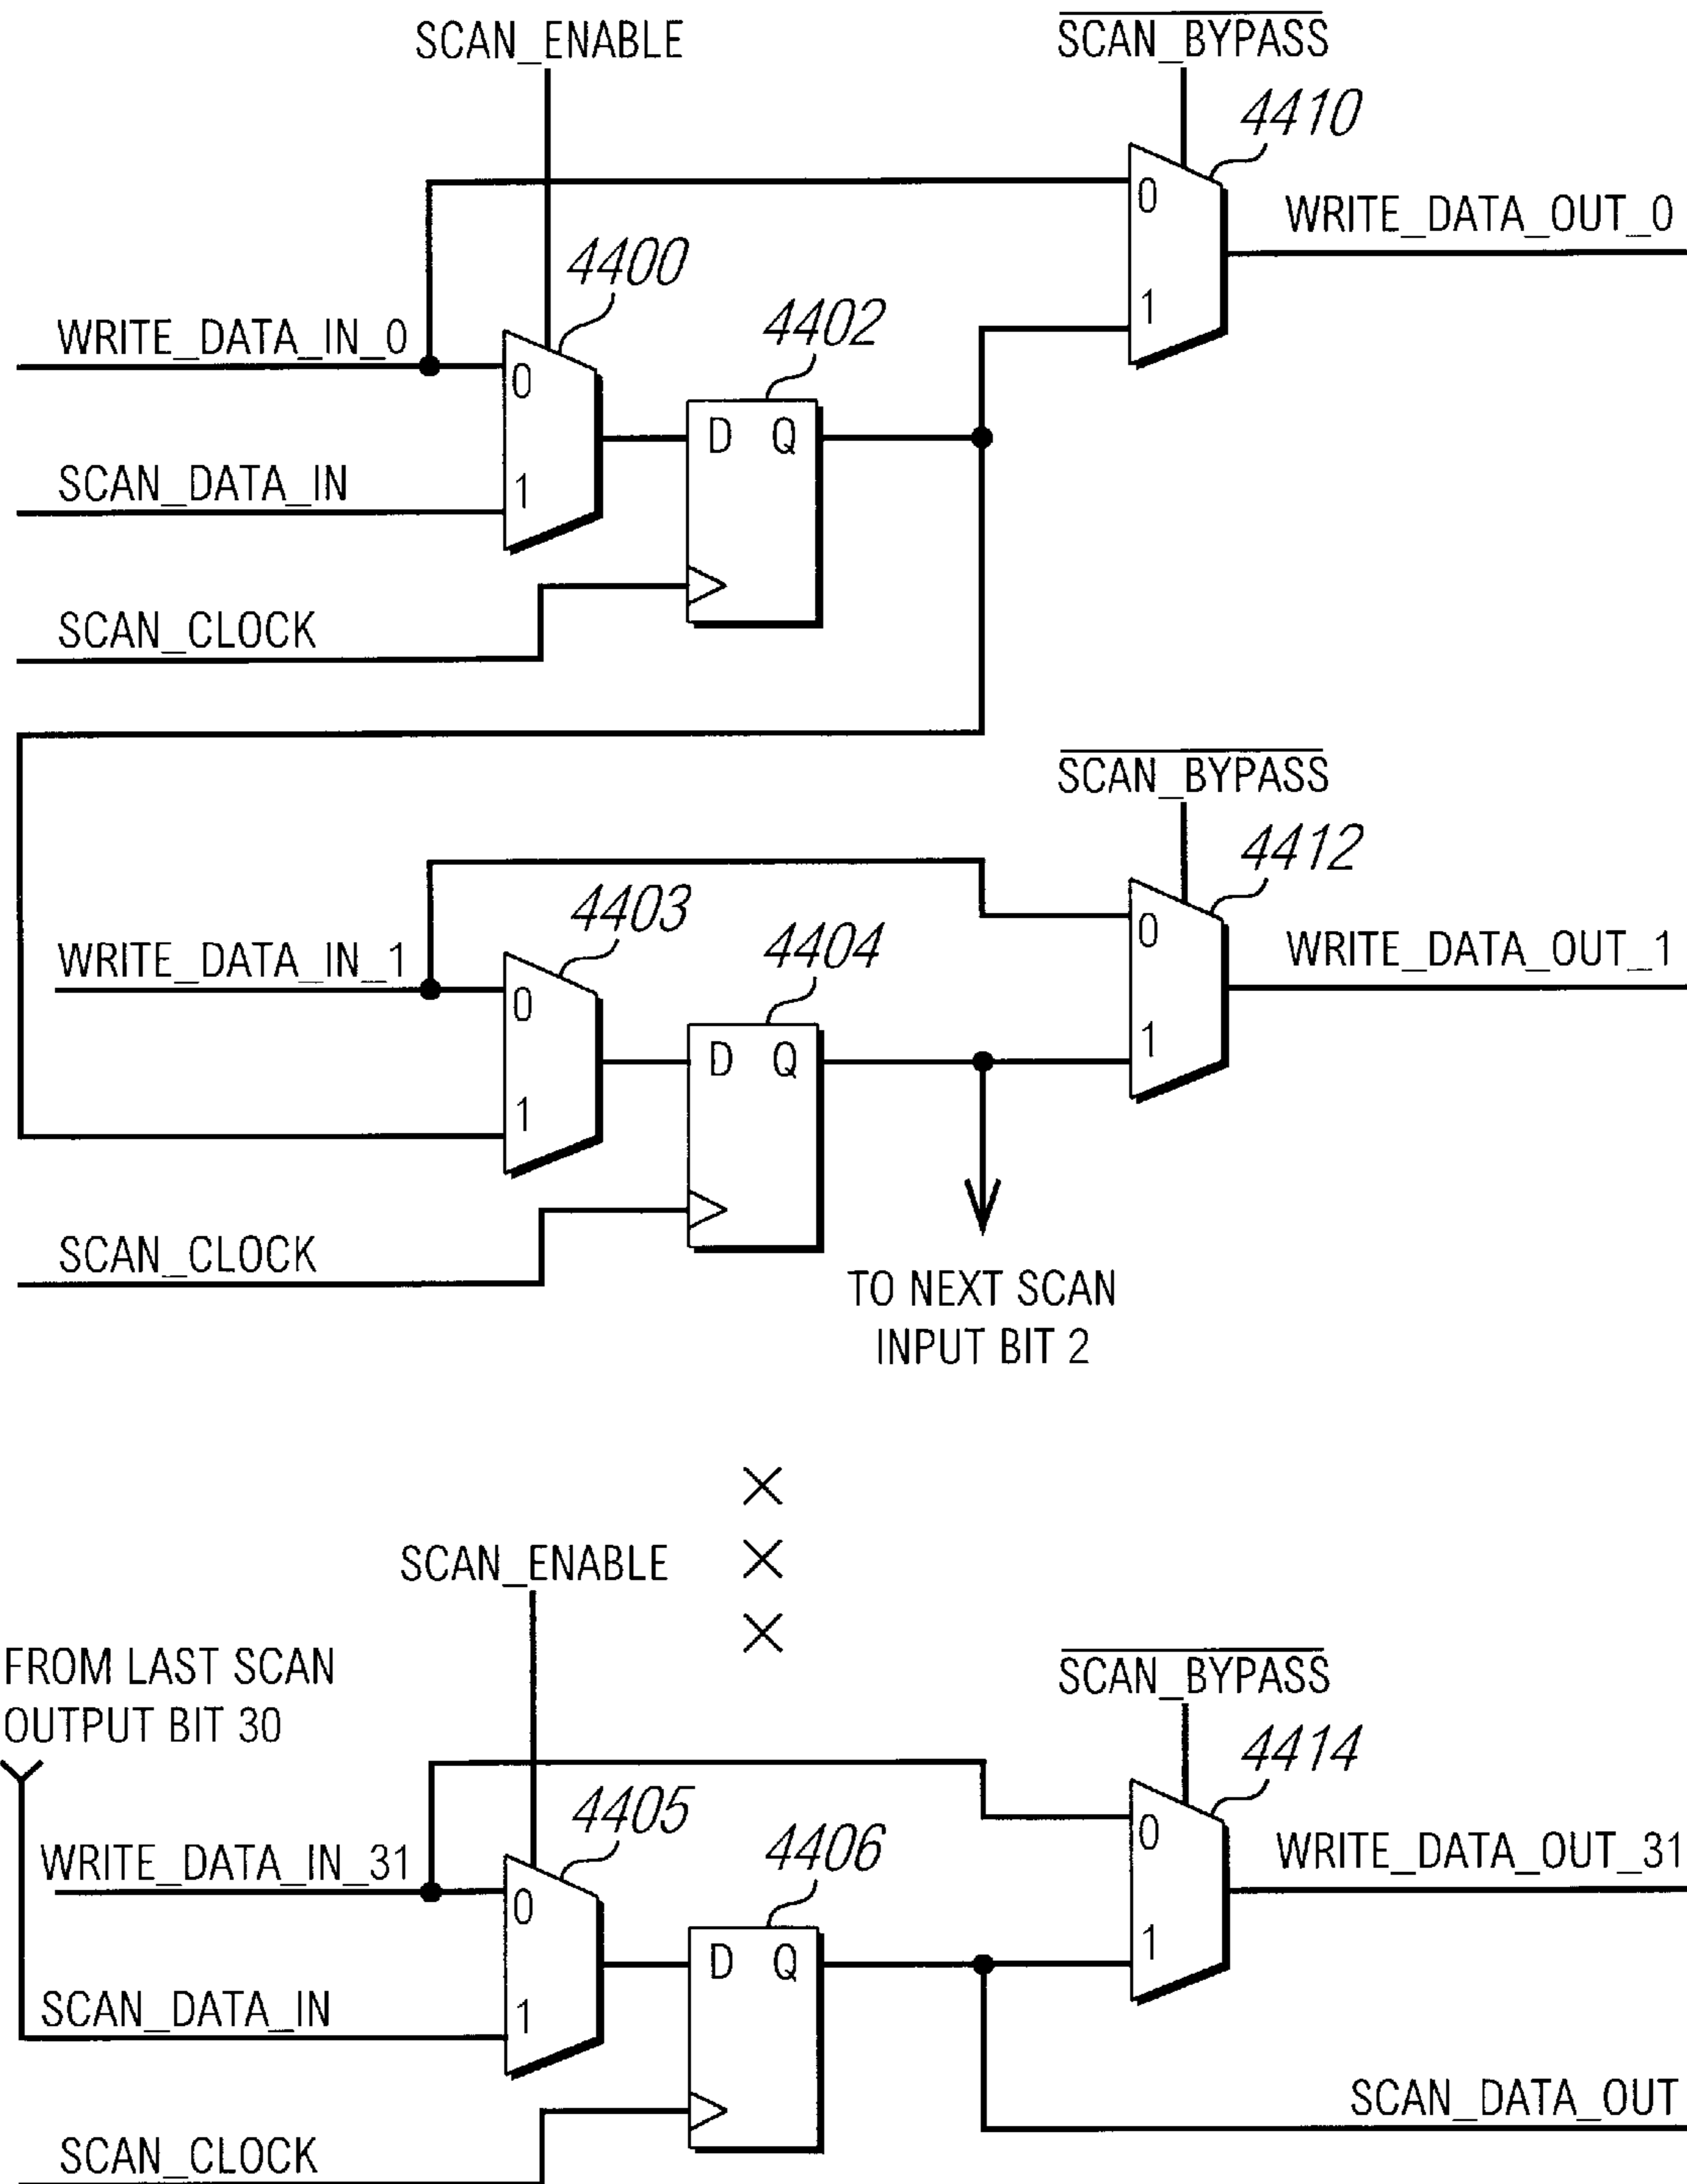 SCAN_ENABLE
SCAN_BYPASS
4410
0
WRITE_DATA_OUT_0
4400
1
4402
WRITE_DATA_IN_0
0
D Q
SCAN_DATA_IN
1
SCAN_CLOCK
SCAN_BYPASS
4412
4403
0
4404
WRITE_DATA_IN_1
WRITE_DATA_OUT_1
0
1
D Q
1
SCAN_CLOCK
TO NEXT SCAN
INPUT BIT 2
SCAN_ENABLE
FROM LAST SCAN
OUTPUT BIT 30
SCAN_BYPASS
4414
4405
0
4406
WRITE_DATA_IN_31
WRITE_DATA_OUT_31
0
1
D Q
SCAN_DATA_IN
1
SCAN_DATA_OUT
SCAN_CLOCK